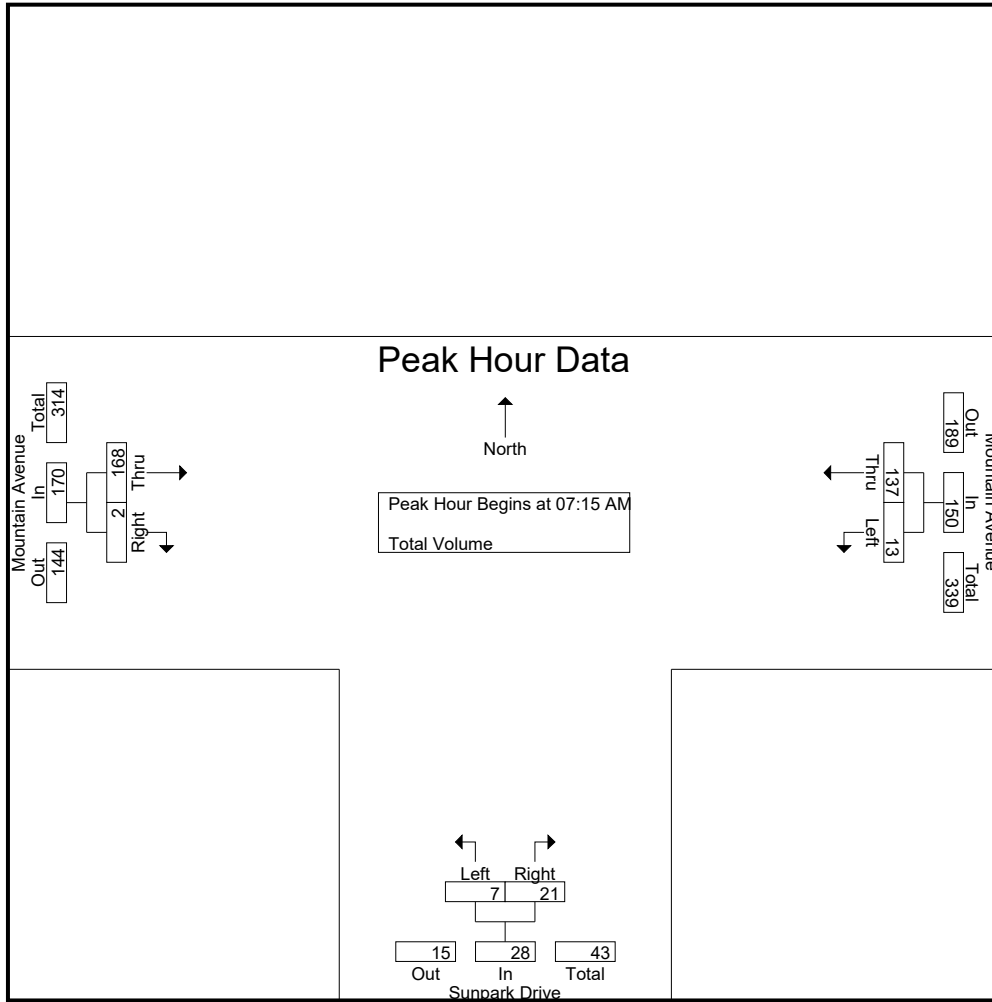 Peak Hour Data
North
Peak Hour Begins at 07:15 AM
Total Volume
Mountain Avenue
Total
314
In
170
Out
144
168
Thru
2
Right
Mountain Avenue
Out
189
In
150
Total
339
137
Thru
13
Left
Left Right
7 21
15 28 43
Out In Total
Sunpark Drive